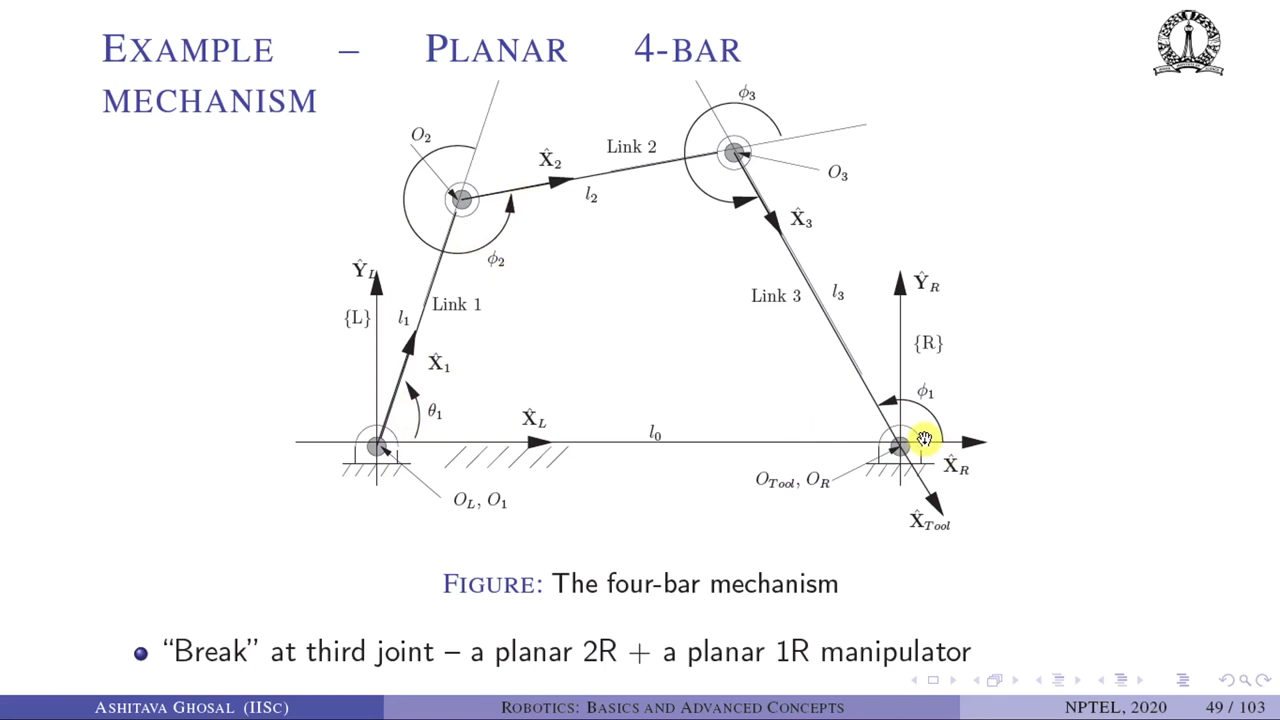 EXAMPLE – PLANAR 4-BAR
MECHANISM
ϕ₃
O₂
X̂₂
Link 2
O₃
l₂
X̂₃
ϕ₂
Ŷ_L
Ŷ_R
{L}
l₁
Link 1
Link 3
l₃
{R}
X̂₁
θ₁
ϕ₁
X̂_L
l₀
X̂_R
O_L, O₁
O_Tool, O_R
X̂_Tool
FIGURE: The four-bar mechanism
“Break” at third joint – a planar 2R + a planar 1R manipulator
ASHITAVA GHOSAL (IISC) ROBOTICS: BASICS AND ADVANCED CONCEPTS NPTEL, 2020 49 / 103